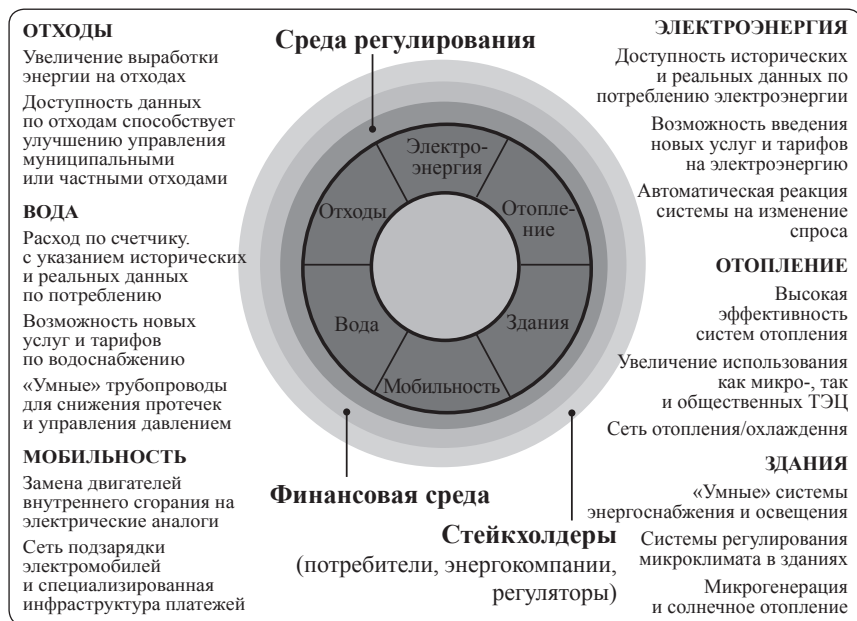 ОТХОДЫ
Увеличение выработки
энергии на отходах
Доступность данных
по отходам способствует
улучшению управления
муниципальными
или частными отходами
ВОДА
Расход по счетчику.
с указанием исторических
и реальных данных
по потреблению
Возможность новых
услуг и тарифов
по водоснабжению
«Умные» трубопроводы
для снижения протечек
и управления давлением
МОБИЛЬНОСТЬ
Замена двигателей
внутреннего сгорания на
электрические аналоги
Сеть подзарядки
электромобилей
и специализированная
инфраструктура платежей
Среда регулирования
Электро-
энергия
Отходы
Отопле-
ние
Вода
Здания
Мобильность
Финансовая среда
Стейкхолдеры
(потребители, энергокомпании,
регуляторы)
ЭЛЕКТРОЭНЕРГИЯ
Доступность исторических
и реальных данных по
потреблению электроэнергии
Возможность введения
новых услуг и тарифов
на электроэнергию
Автоматическая реакция
системы на изменение
спроса
ОТОПЛЕНИЕ
Высокая
эффективность
систем отопления
Увеличение использования
как микро-, так
и общественных ТЭЦ
Сеть отопления/охлаждення
ЗДАНИЯ
«Умные» системы
энергоснабжения и освещения
Системы регулирования
микроклимата в зданиях
Микрогенерация
и солнечное отопление